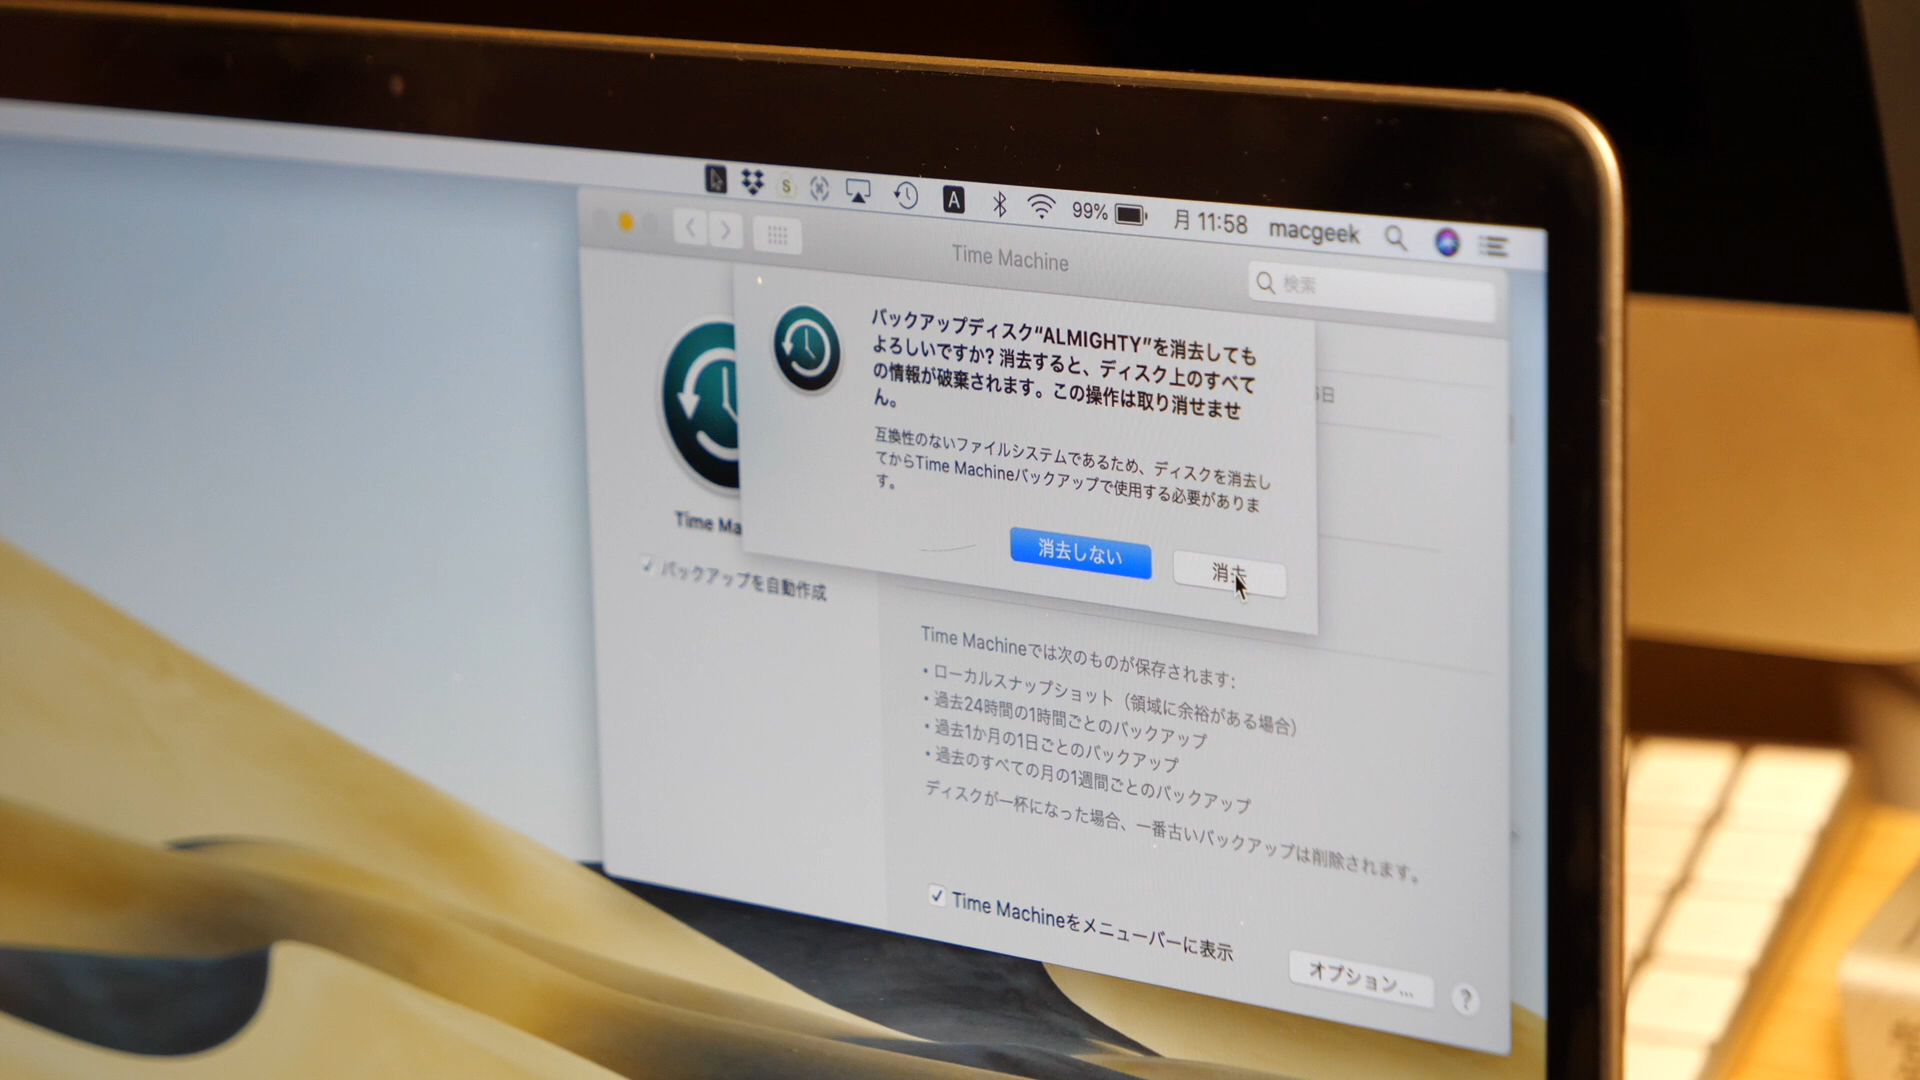 S
A
99%
月 11:58
macgeek
Time Machine
検索
バックアップディスク“ALMIGHTY”を消去しても
よろしいですか? 消去すると、ディスク上のすべて
の情報が破棄されます。この操作は取り消せませ
ん。
互換性のないファイルシステムであるため、ディスクを消去し
てからTime Machineバックアップで使用する必要がありま
す。
消去しない
消去
日
Time Ma
✓ バックアップを自動作成
Time Machineでは次のものが保存されます:
• ローカルスナップショット（領域に余裕がある場合）
• 過去24時間の1時間ごとのバックアップ
• 過去1か月の1日ごとのバックアップ
• 過去のすべての月の1週間ごとのバックアップ
ディスクが一杯になった場合、一番古いバックアップは削除されます。
✓ Time Machineをメニューバーに表示
オプション...
?